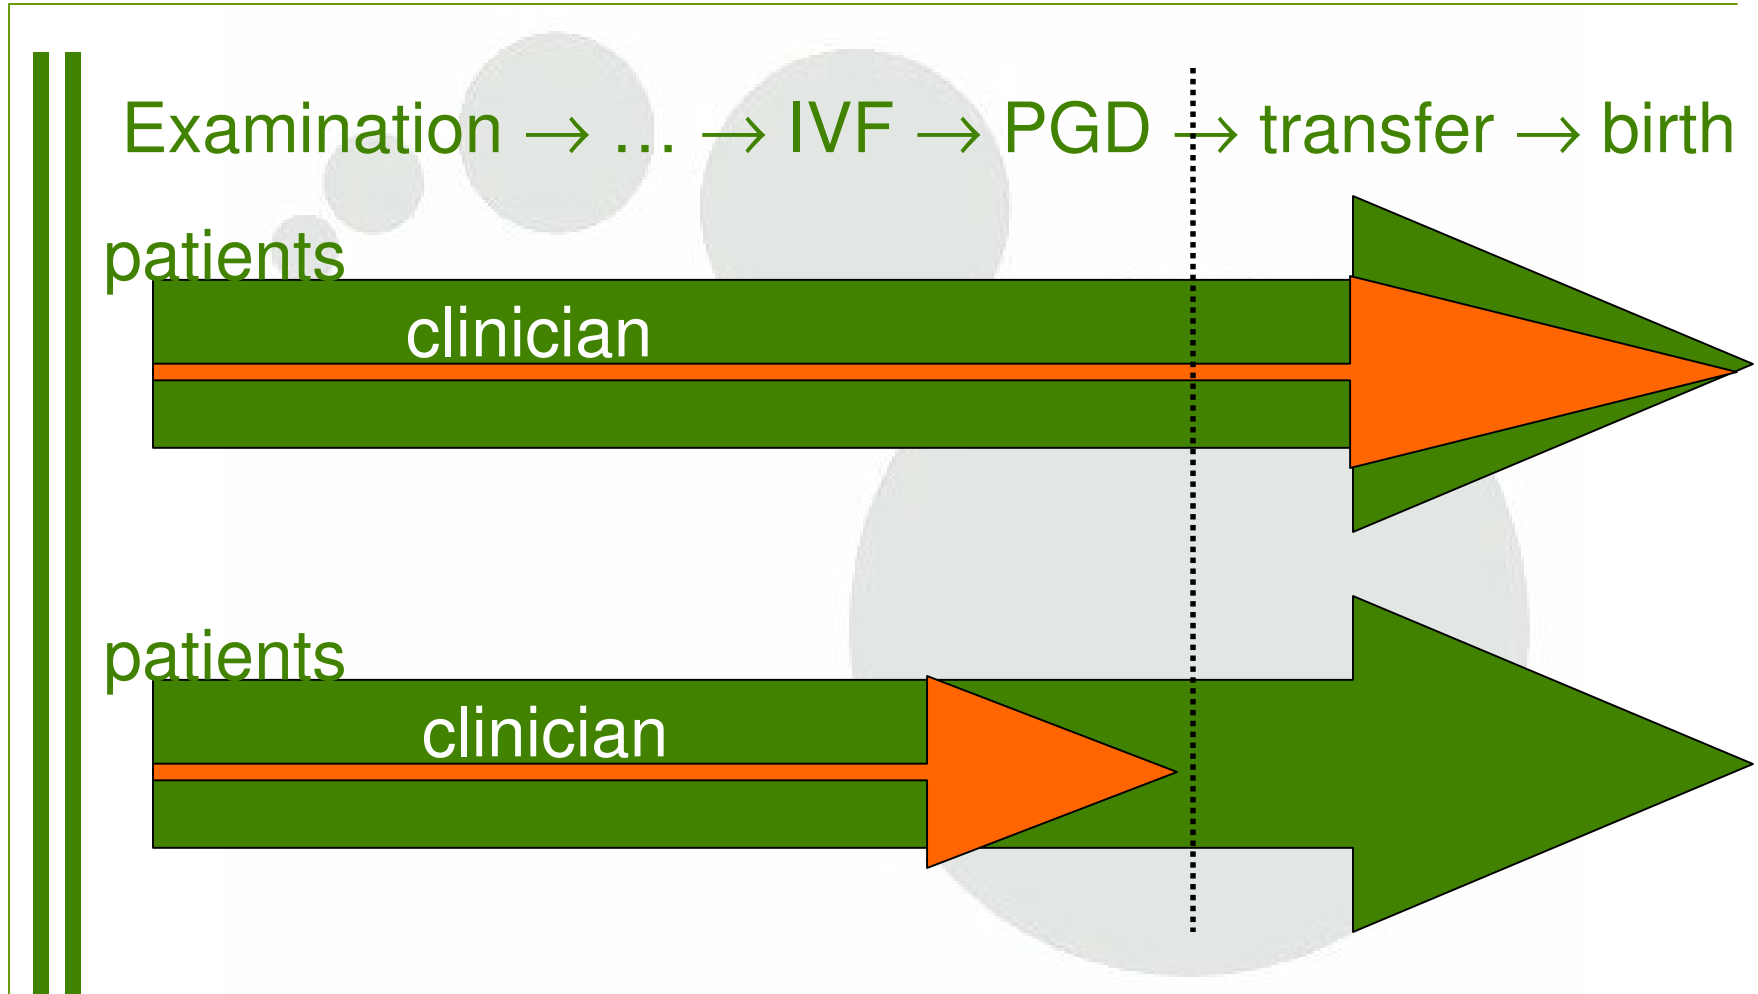 Examination → … → IVF → PGD → transfer → birth
patients
clinician
patients
clinician